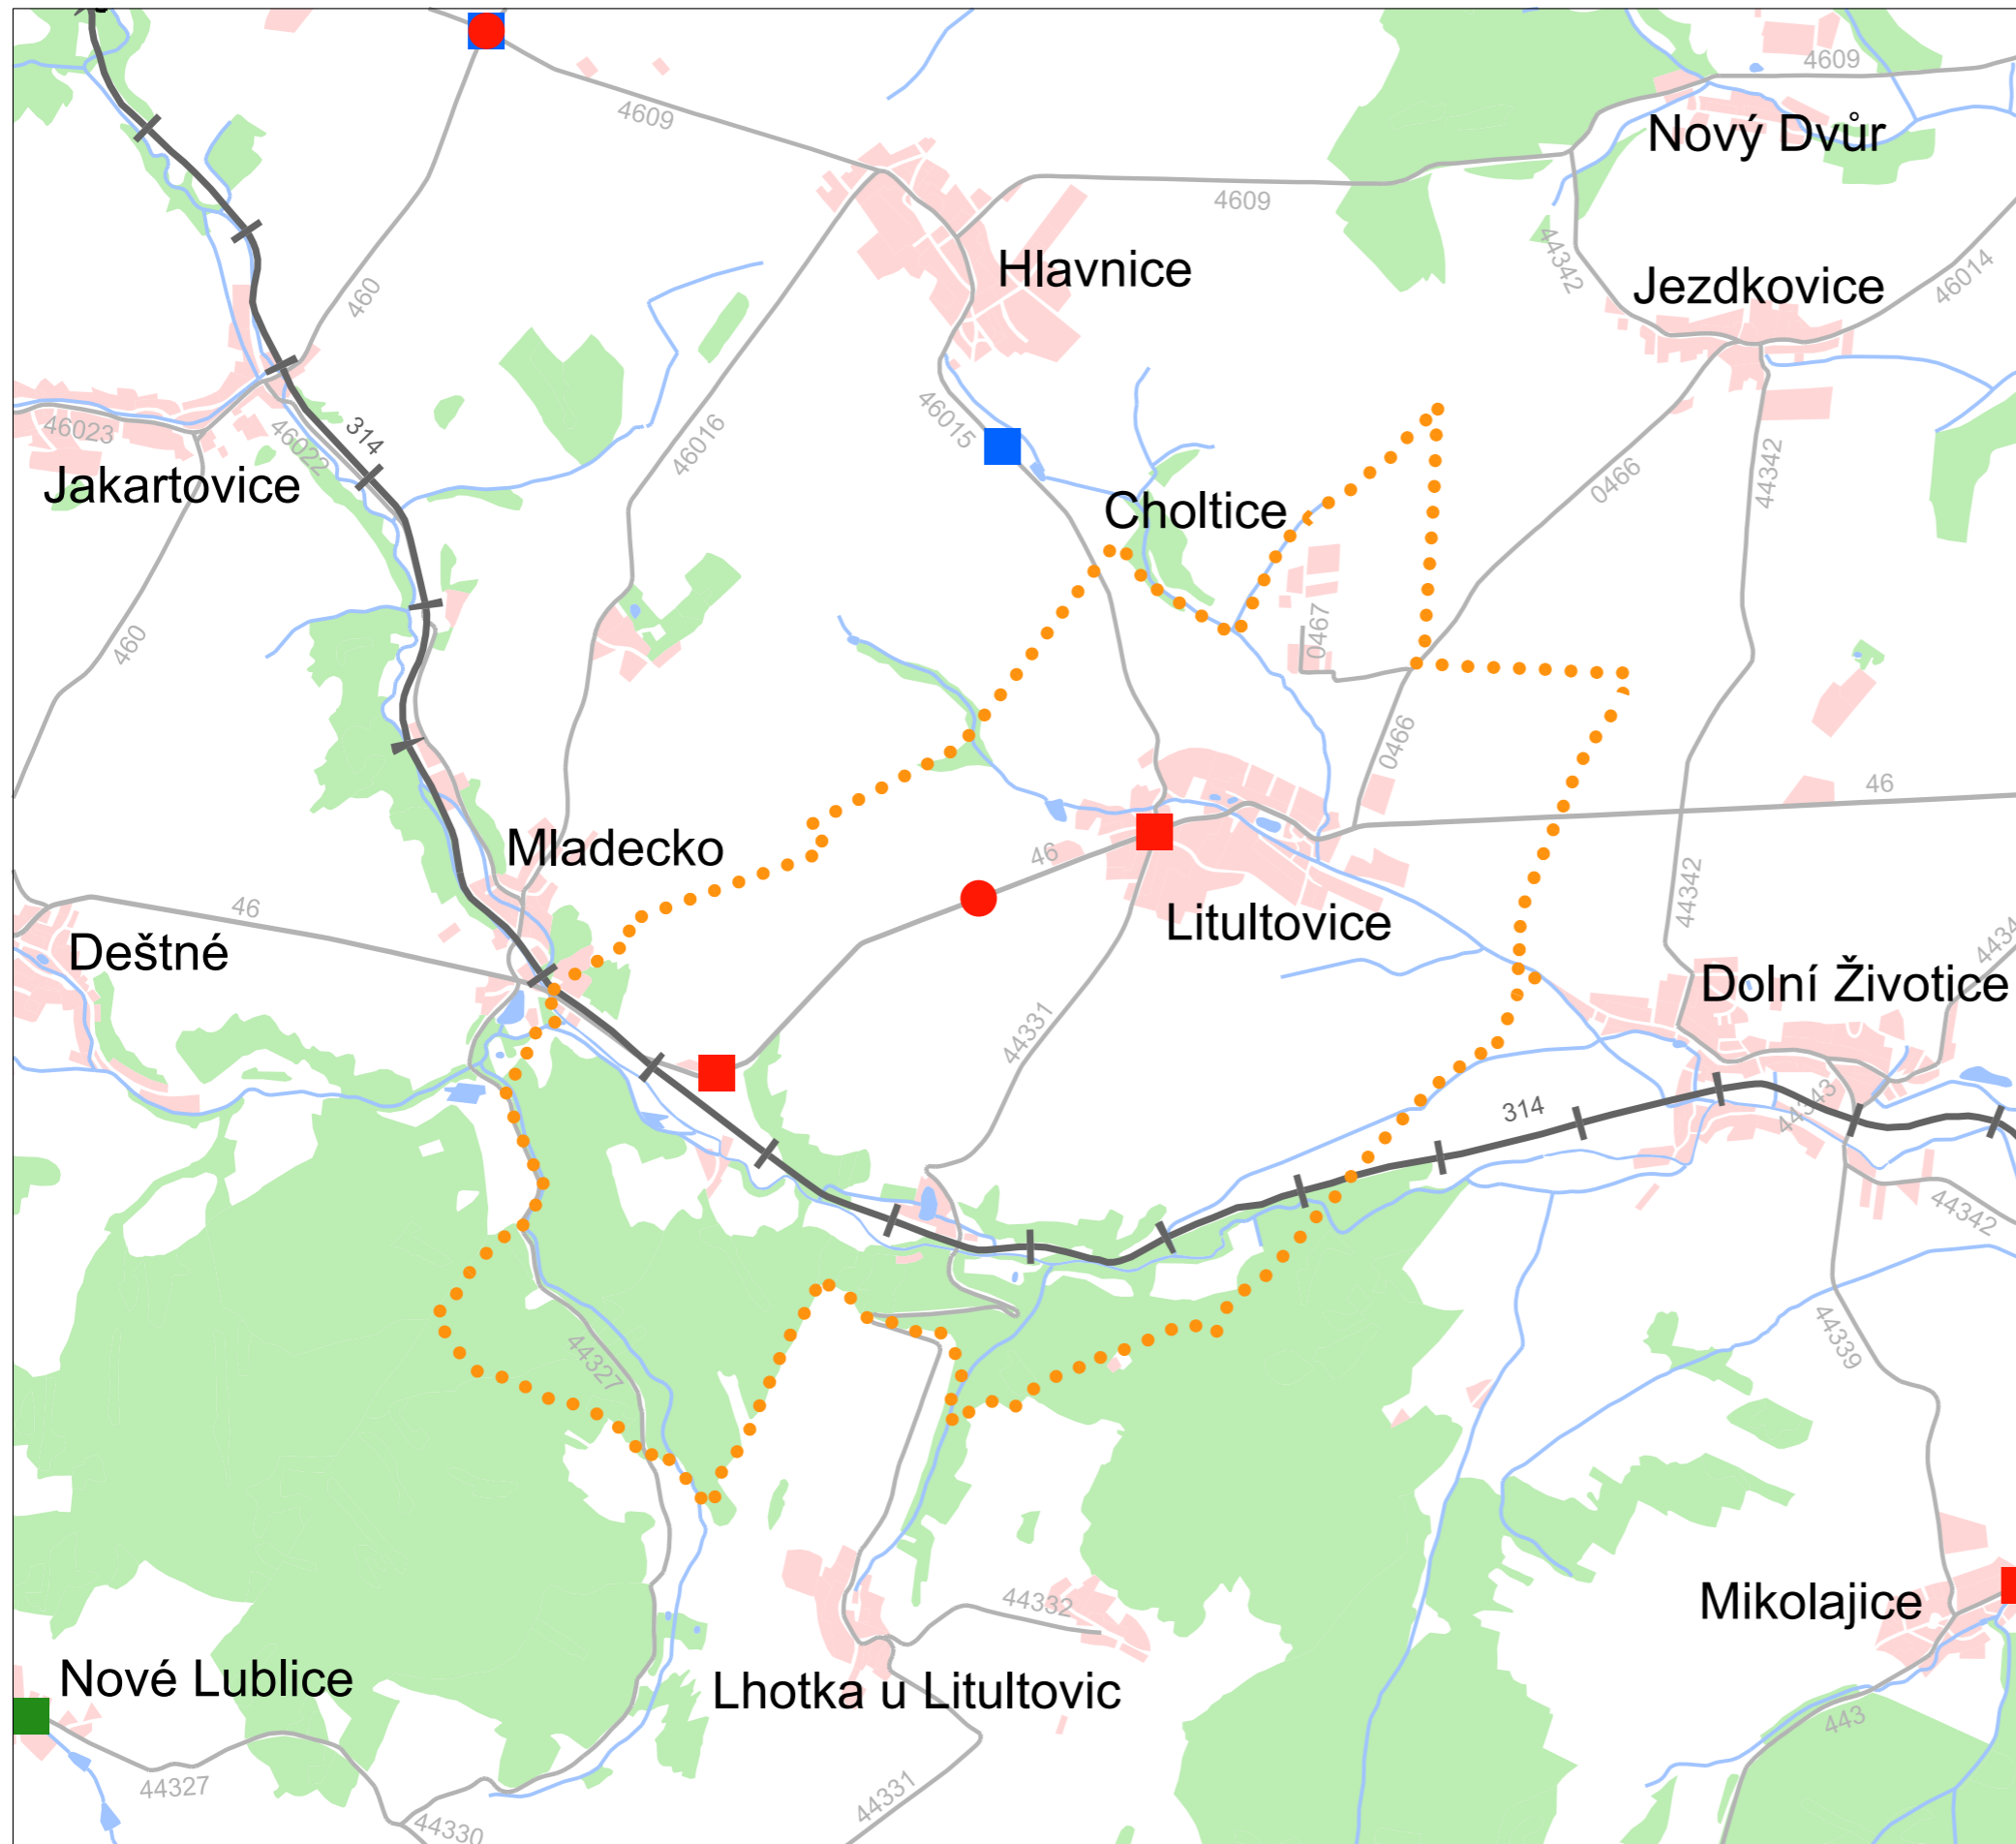 4609
4609
Nový Dvůr
4609
44342
Hlavnice
46014
Jezdkovice
460
46015
46023
46022
314
46016
44342
0466
Jakartovice
Choltice
460
0467
0466
46
Mladecko
46
46
44342
Deštné
Litultovice
4434
Dolní Životice
44331
314
44343
44342
44327
44339
44332
Mikolajice
Nové Lublice
Lhotka u Litultovic
443
44327
44331
44330